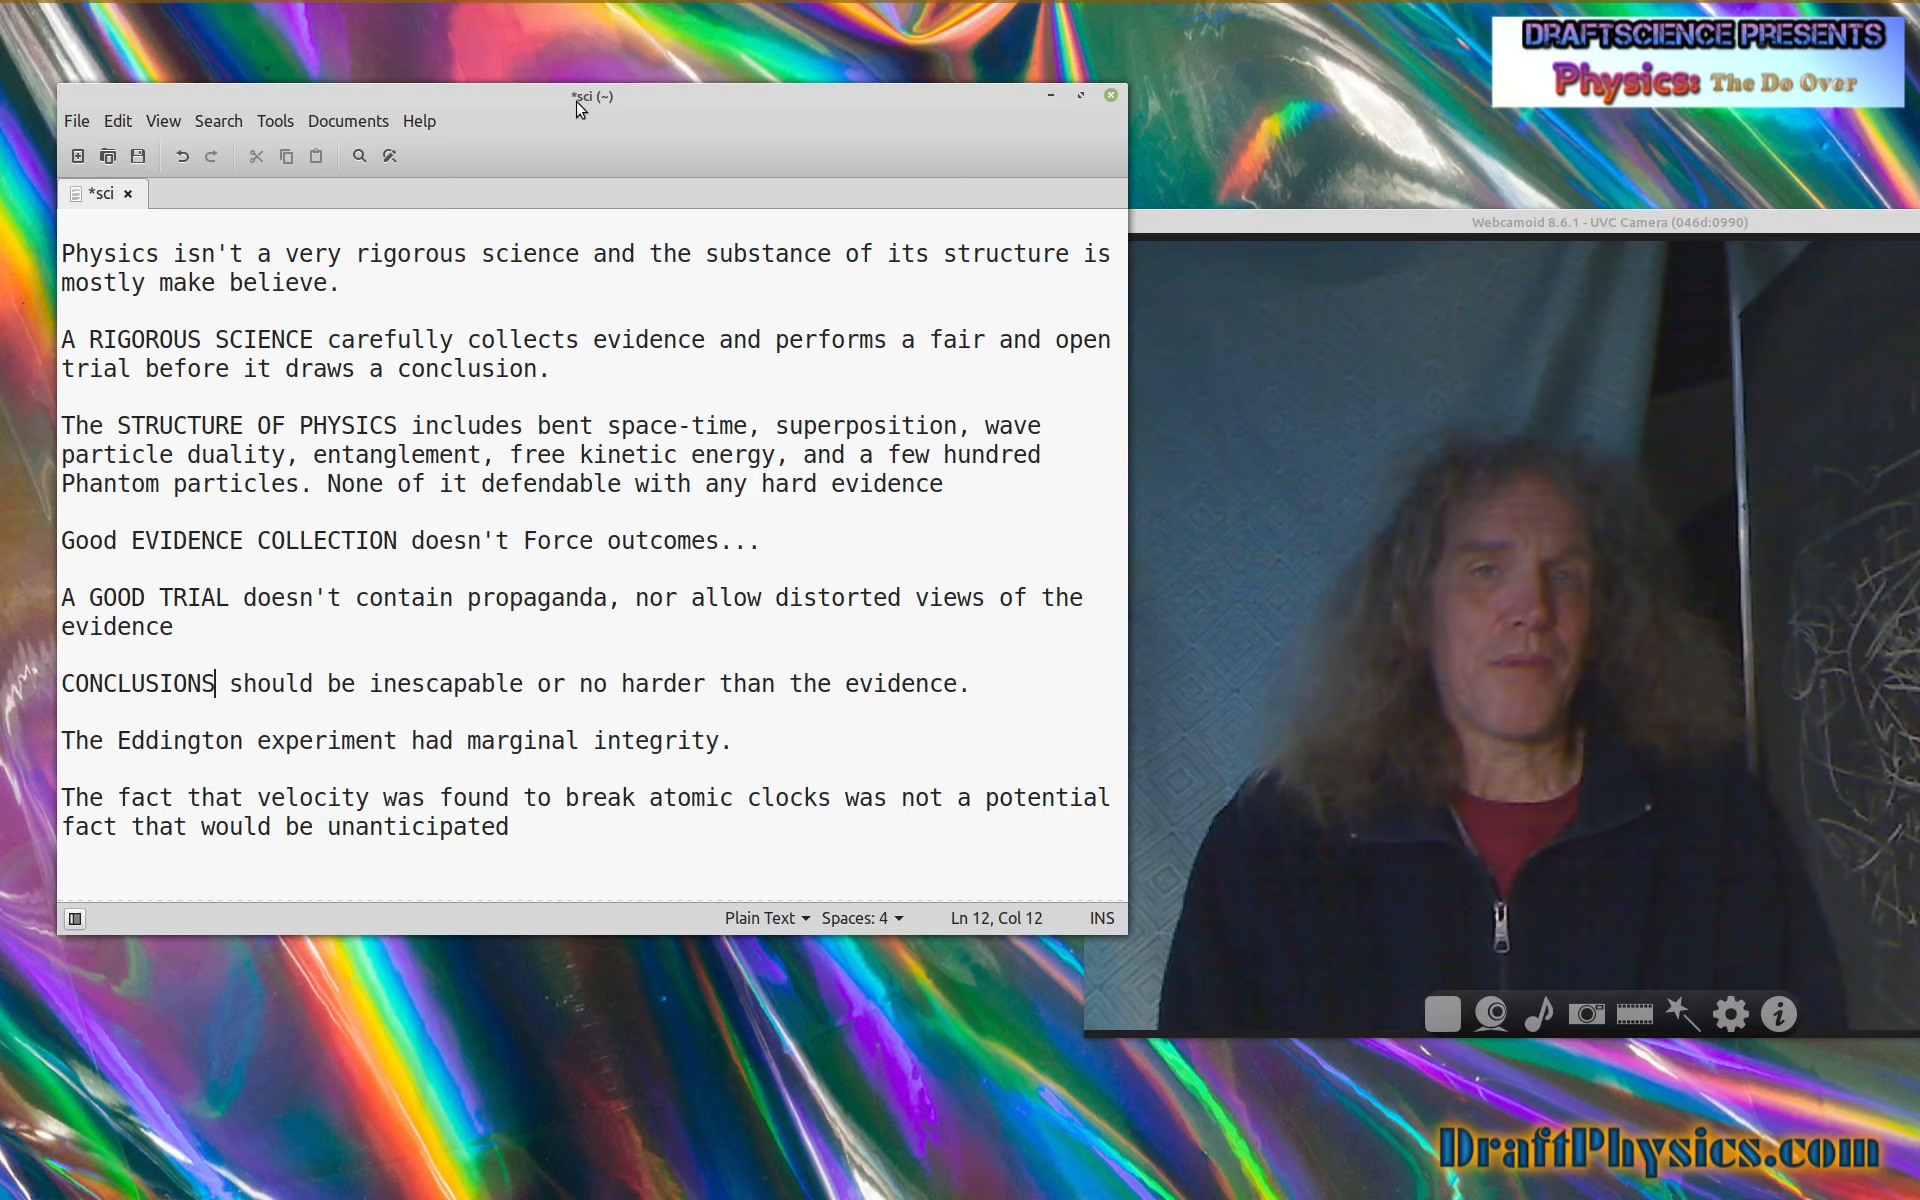 DRAFTSCIENCE PRESENTS
Physics: The Do Over
*sci (~)
File Edit View Search Tools Documents Help
*sci
Webcamoid 8.6.1 - UVC Camera (046d:0990)
Physics isn't a very rigorous science and the substance of its structure is
mostly make believe.
A RIGOROUS SCIENCE carefully collects evidence and performs a fair and open
trial before it draws a conclusion.
The STRUCTURE OF PHYSICS includes bent space-time, superposition, wave
particle duality, entanglement, free kinetic energy, and a few hundred
Phantom particles. None of it defendable with any hard evidence
Good EVIDENCE COLLECTION doesn't Force outcomes...
A GOOD TRIAL doesn't contain propaganda, nor allow distorted views of the
evidence
CONCLUSIONS should be inescapable or no harder than the evidence.
The Eddington experiment had marginal integrity.
The fact that velocity was found to break atomic clocks was not a potential
fact that would be unanticipated
Plain Text Spaces: 4 Ln 12, Col 12 INS
DraftPhysics.com